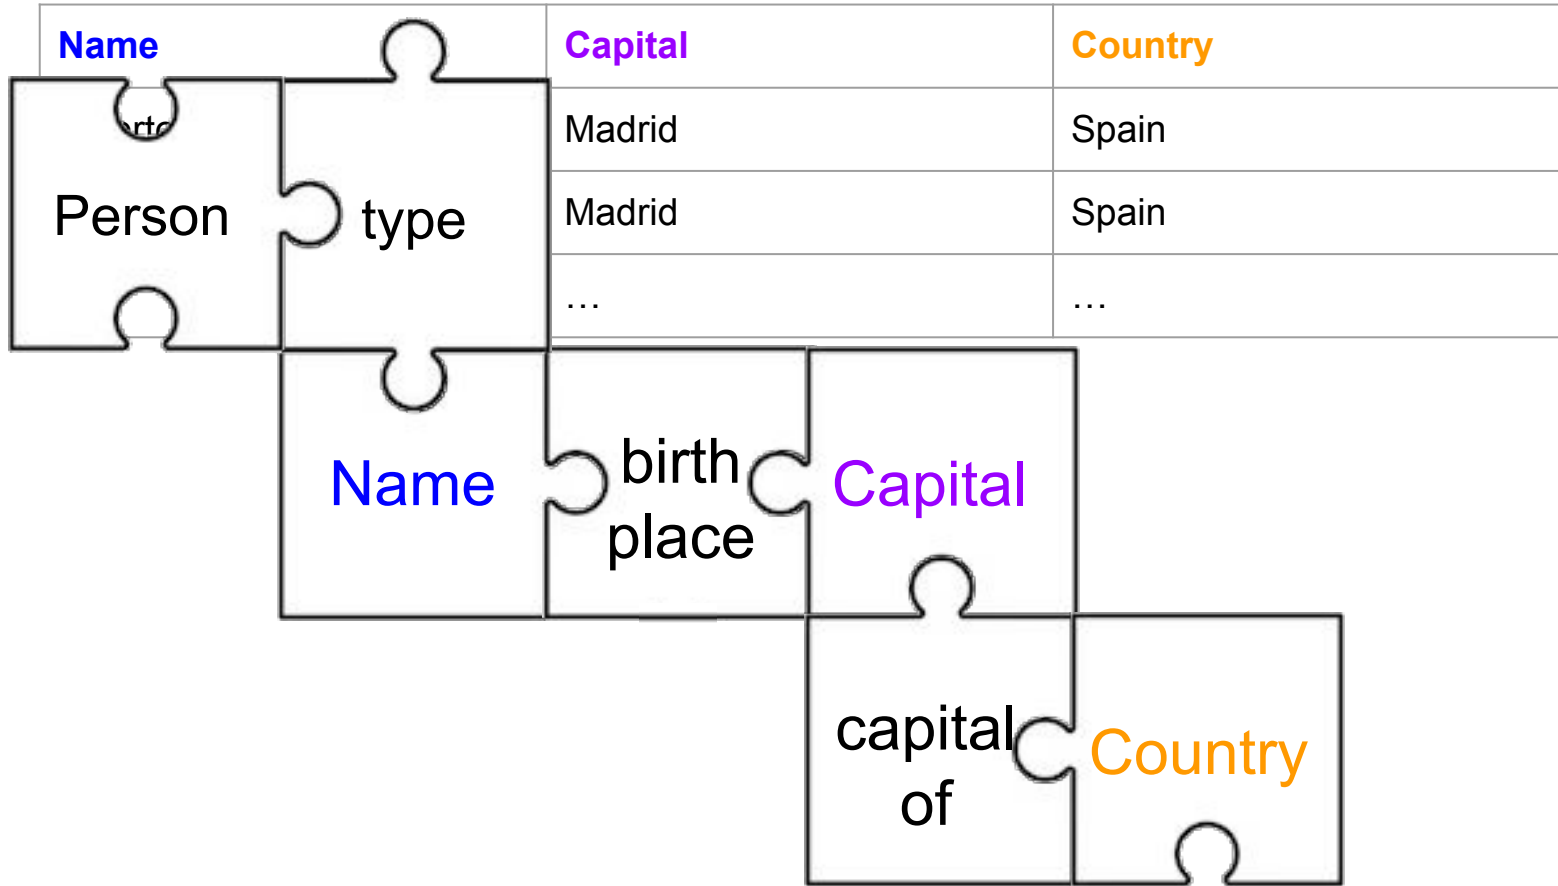 Name Capital Country
Madrid Spain
Person type Madrid Spain
… …
Name birth place Capital
capital of Country